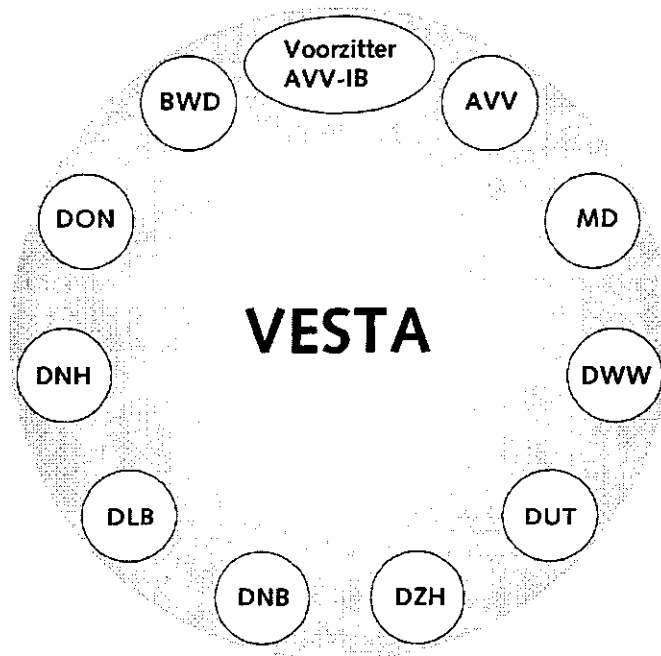 Voorzitter
AVV-IB
BWD
AVV
DON
MD
VESTA
DNH
DWW
DLB
DUT
DNB
DZH